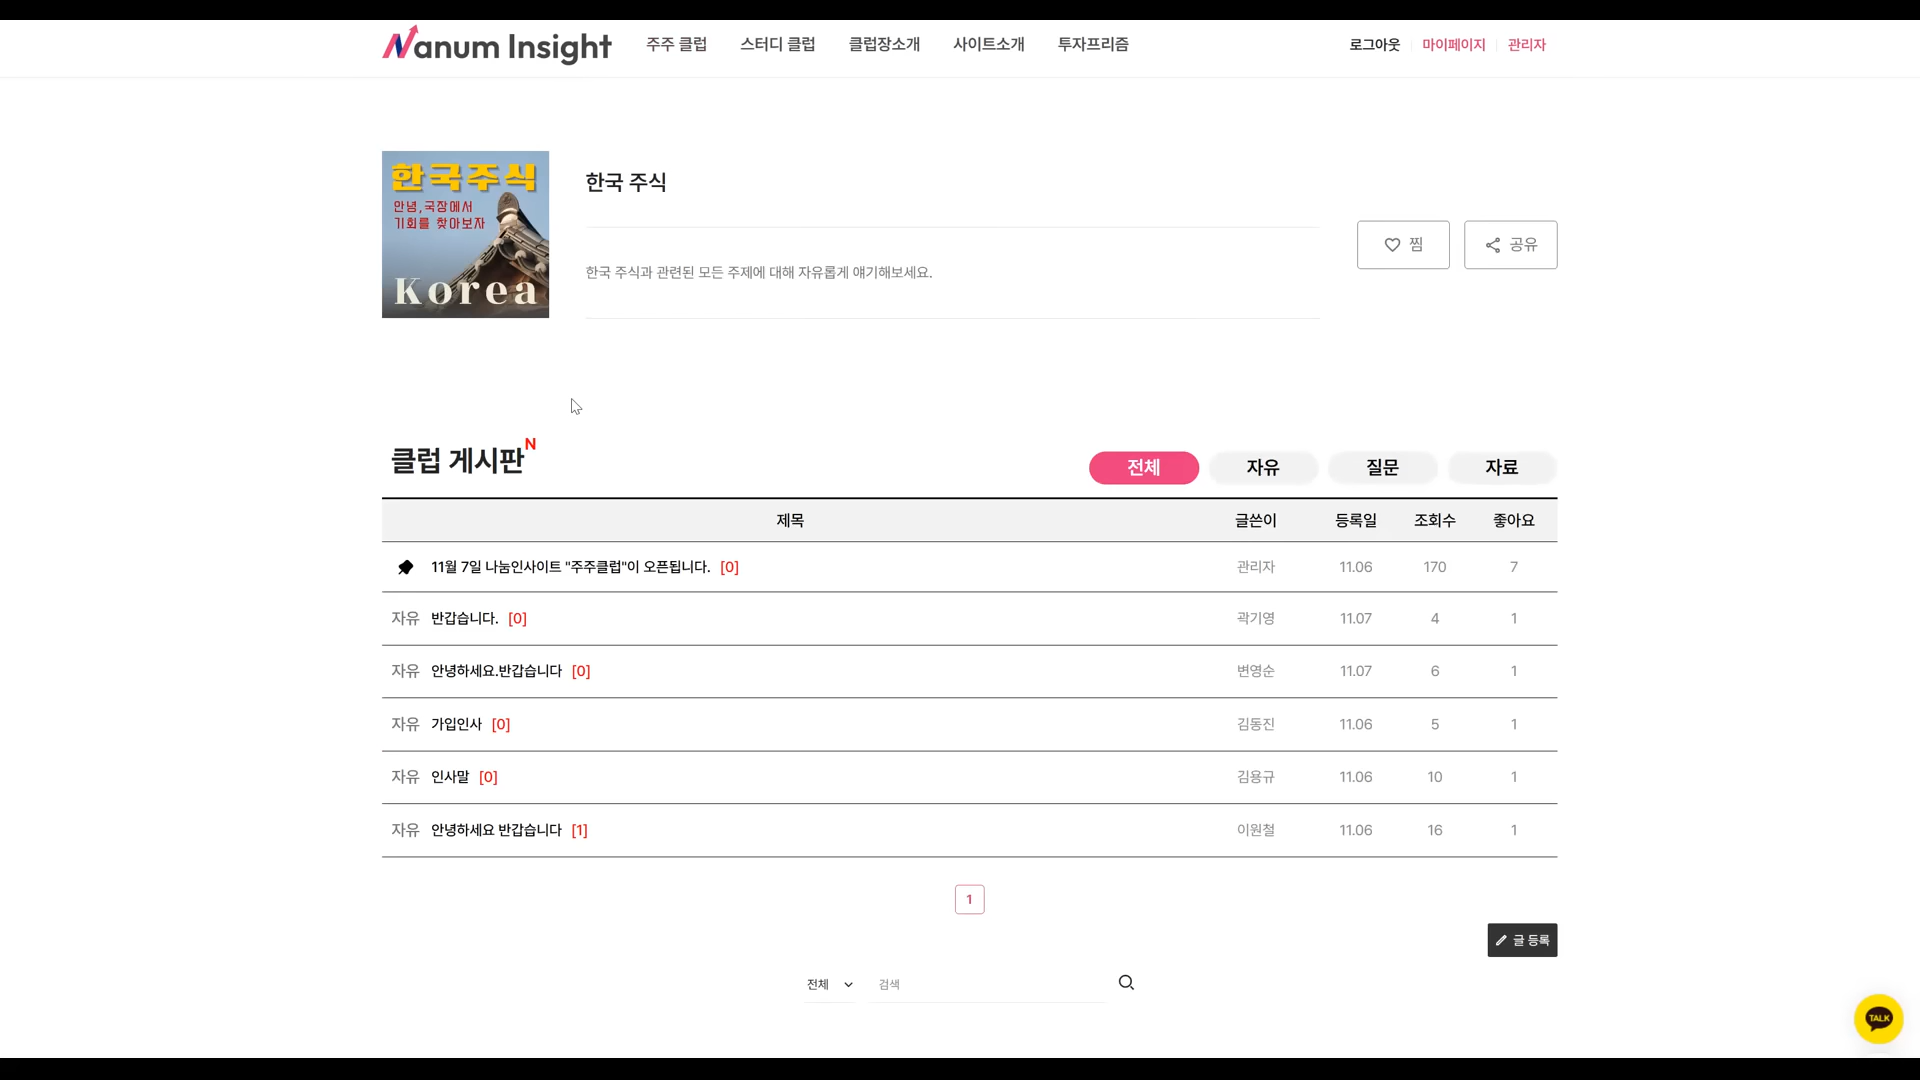 Nanum Insight
주주 클럽
스터디 클럽
클럽장소개
사이트소개
투자프리즘
로그아웃
마이페이지
관리자
한국주식
안녕,국장에서
기회를 찾아보자
Korea
한국 주식
한국 주식과 관련된 모든 주제에 대해 자유롭게 얘기해보세요.
찜
공유
클럽 게시판N
전체
자유
질문
자료
제목 글쓴이 등록일 조회수 좋아요
11월 7일 나눔인사이트 "주주클럽"이 오픈됩니다. [0] 관리자 11.06 170 7
자유 반갑습니다. [0] 곽기영 11.07 4 1
자유 안녕하세요.반갑습니다 [0] 변영순 11.07 6 1
자유 가입인사 [0] 김동진 11.06 5 1
자유 인사말 [0] 김용규 11.06 10 1
자유 안녕하세요 반갑습니다 [1] 이원철 11.06 16 1
1
글 등록
전체
검색
TALK